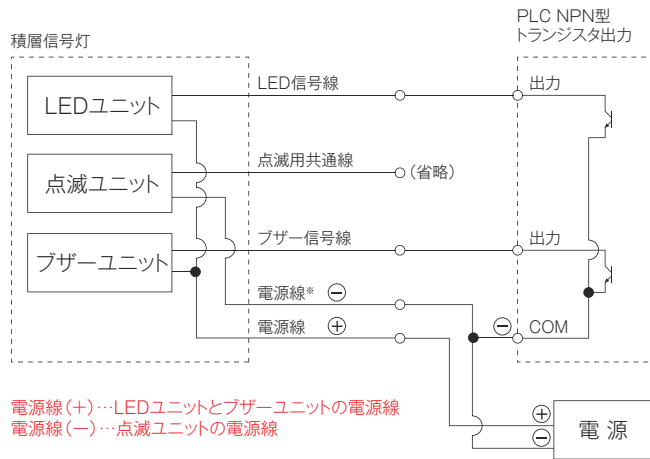 PLC NPN型
トランジスタ出力
積層信号灯
LEDユニット
LED信号線
出力
点滅ユニット
点滅用共通線
(省略)
ブザーユニット
ブザー信号線
出力
電源線※ ⊖
電源線 ⊕
⊖ COM
電源線(+)…LEDユニットとブザーユニットの電源線
電源線(ー)…点滅ユニットの電源線
⊕
⊖
電 源